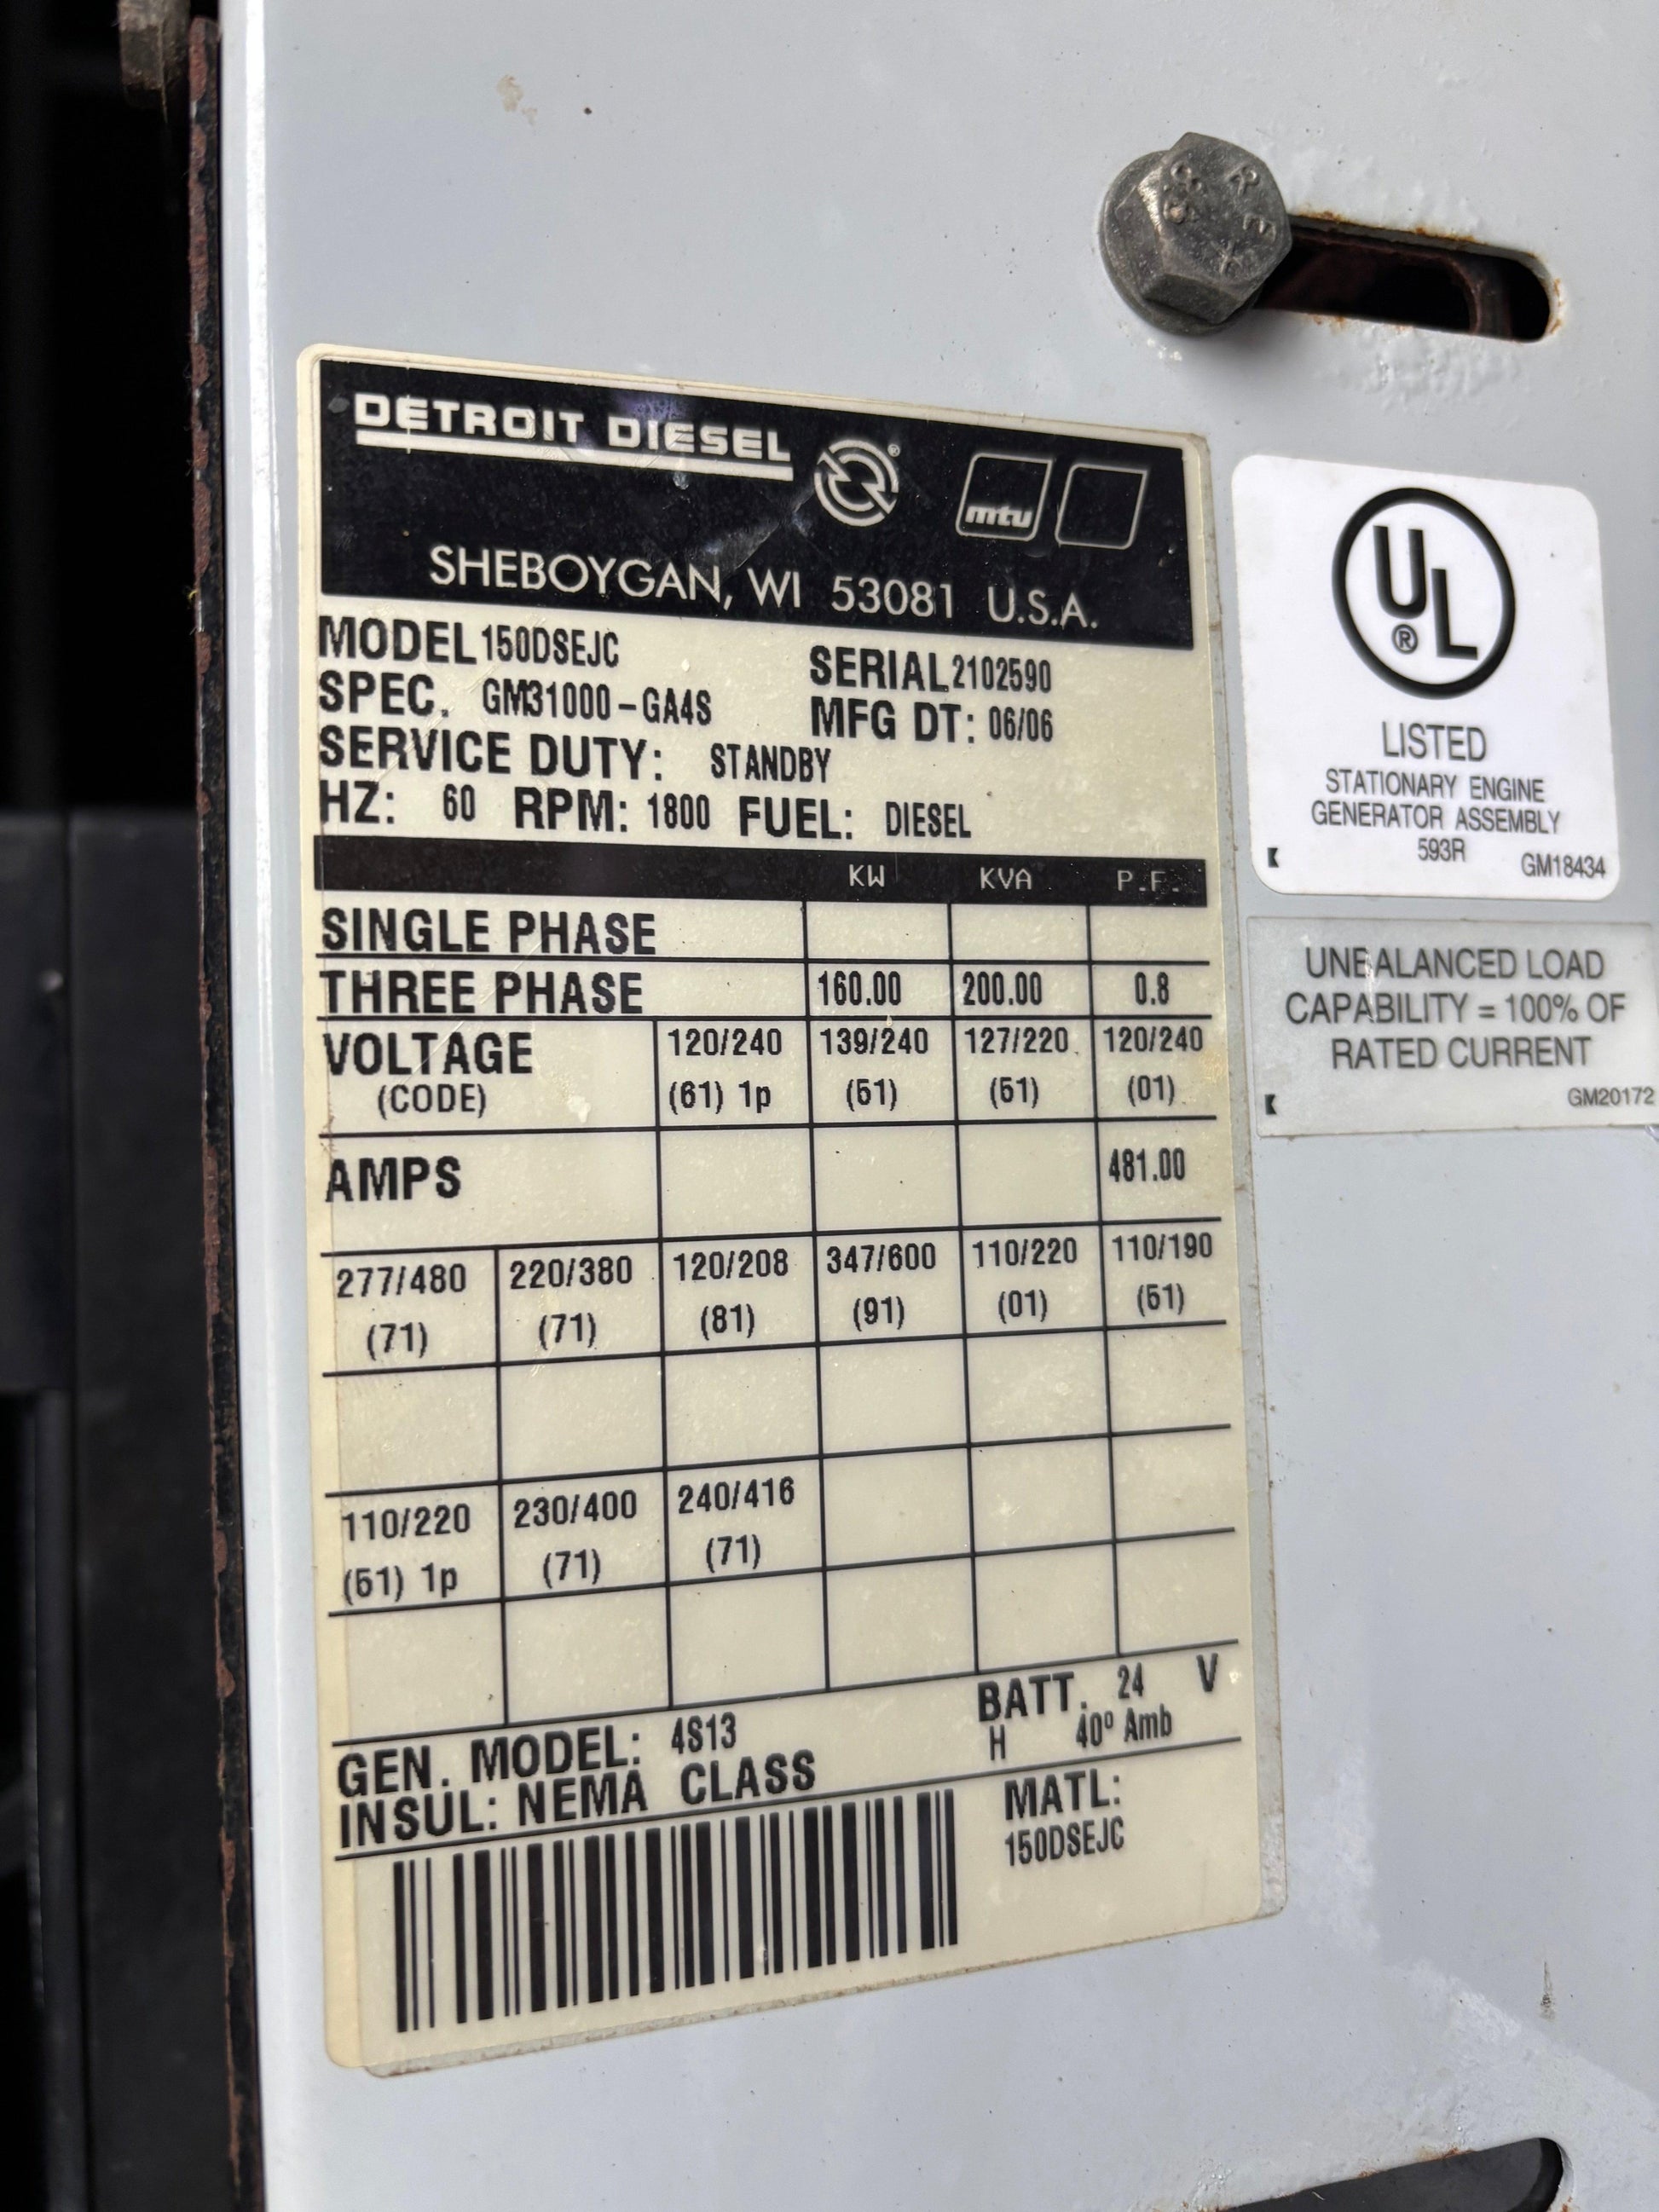 DETROIT DIESEL ® mtu
SHEBOYGAN, WI 53081 U.S.A.
MODEL 150DSEJC SERIAL 2102590
SPEC. GM31000-GA4S MFG DT: 06/06
SERVICE DUTY: STANDBY
HZ: 60 RPM: 1800 FUEL: DIESEL
KW KVA P.F.
SINGLE PHASE
THREE PHASE 160.00 200.00 0.8
VOLTAGE 120/240 139/240 127/220 120/240
(CODE) (61) 1p (51) (51) (01)
AMPS 481.00
277/480 220/380 120/208 347/600 110/220 110/190
(71) (71) (81) (91) (01) (51)
110/220 230/400 240/416
(51) 1p (71) (71)
GEN. MODEL: 4S13 BATT. 24 V
INSUL: NEMA CLASS H 40º Amb
MATL:
150DSEJC
UL ®
LISTED
STATIONARY ENGINE
GENERATOR ASSEMBLY
593R
GM18434
UNBALANCED LOAD
CAPABILITY = 100% OF
RATED CURRENT
GM20172